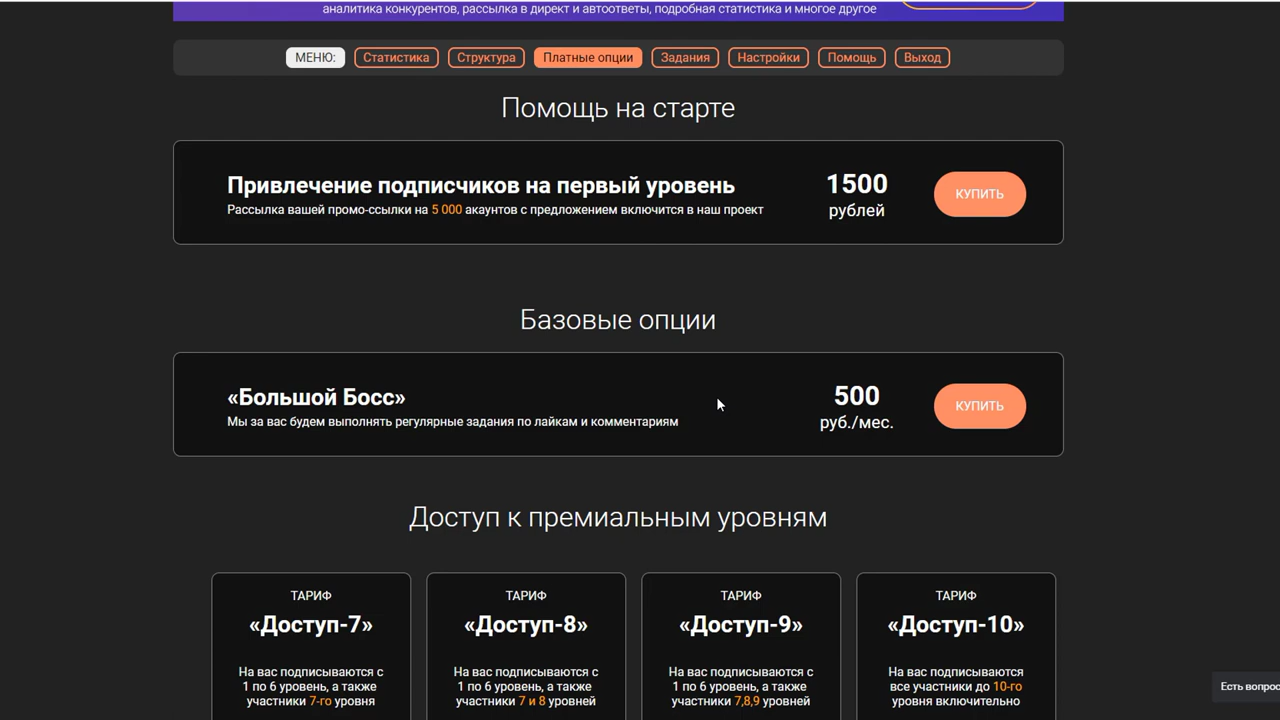 аналитика конкурентов, рассылка в директ и автоответы, подробная статистика и многое другое
МЕНЮ: Статистика Структура Платные опции Задания Настройки Помощь Выход
Помощь на старте
Привлечение подписчиков на первый уровень
Рассылка вашей промо-ссылки на 5 000 акаунтов с предложением включится в наш проект
1500
рублей
КУПИТЬ
Базовые опции
«Большой Босс»
Мы за вас будем выполнять регулярные задания по лайкам и комментариям
500
руб./мес.
КУПИТЬ
Доступ к премиальным уровням
ТАРИФ
«Доступ-7»
На вас подписываются с
1 по 6 уровень, а также
участники 7-го уровня
ТАРИФ
«Доступ-8»
На вас подписываются с
1 по 6 уровень, а также
участники 7 и 8 уровней
ТАРИФ
«Доступ-9»
На вас подписываются с
1 по 6 уровень, а также
участники 7,8,9 уровней
ТАРИФ
«Доступ-10»
На вас подписываются
все участники до 10-го
уровня включительно
Есть вопрос